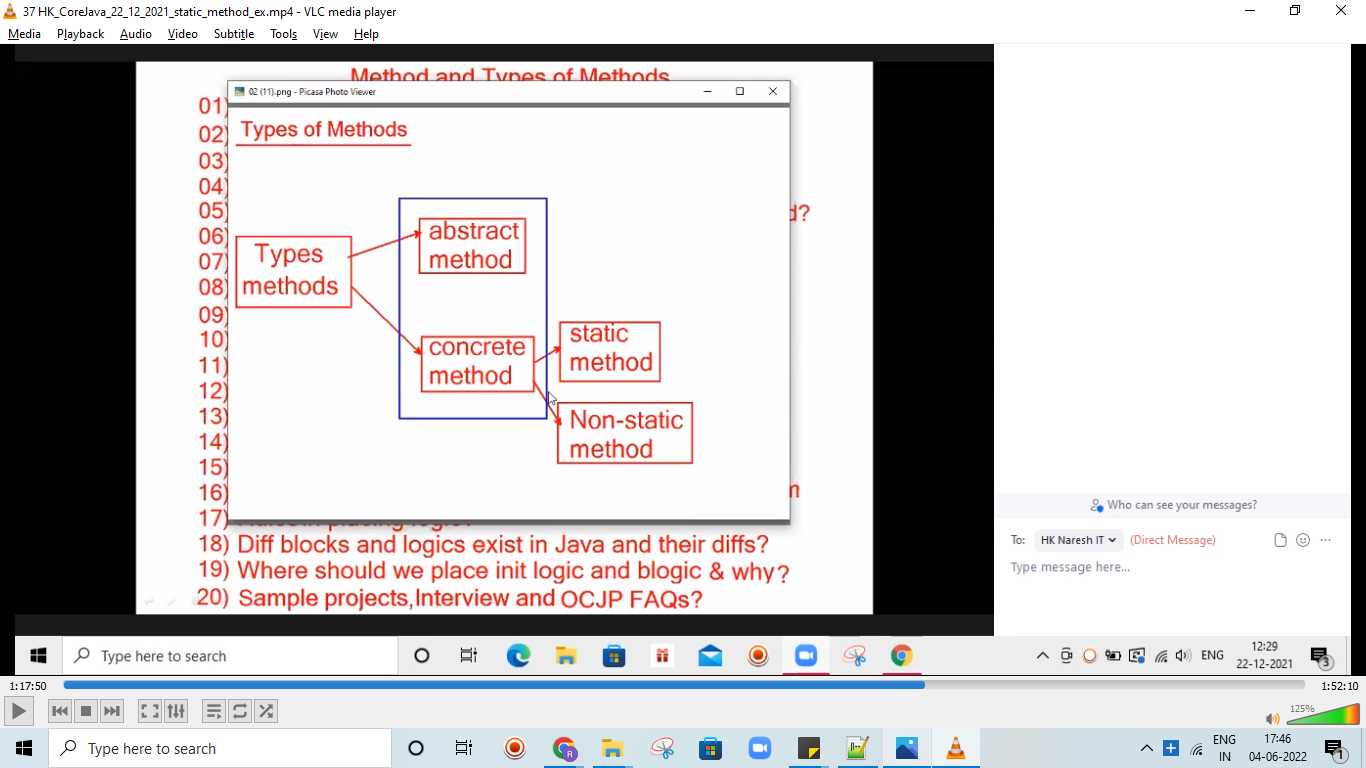 37 HK_CoreJava_22_12_2021_static_method_ex.mp4 - VLC media player
Media Playback Audio Video Subtitle Tools View Help
Method and Types of Methods
02 (11).png - Picasa Photo Viewer
Types of Methods
01)
02)
03)
04)
05) d?
06)
07)
08)
09)
10)
11)
12)
13)
14)
15)
16) m
17)
abstract
method
Types
methods
concrete
method
static
method
Non-static
method
18) Diff blocks and logics exist in Java and their diffs?
19) Where should we place init logic and blogic & why?
20) Sample projects,Interview and OCJP FAQs?
Who can see your messages?
To: HK Naresh IT (Direct Message)
Type message here...
Type here to search
ENG
12:29
22-12-2021
3
1:17:50
1:52:10
125%
Type here to search
R
ENG
IN
17:46
04-06-2022
1